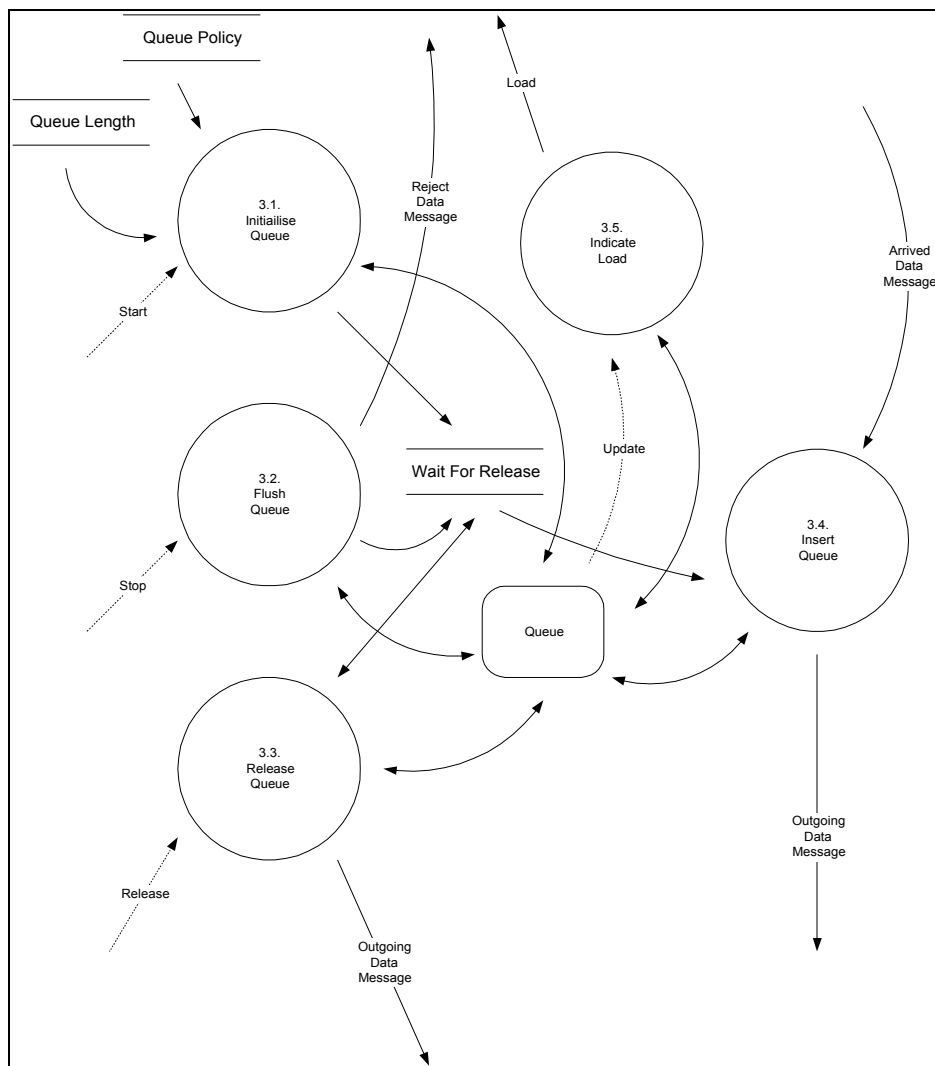 Queue Policy
Load
Queue Length
3.1.
Initiailise
Queue
Reject
Data
Message
3.5.
Indicate
Load
Arrived
Data
Message
Start
Update
Wait For Release
3.2.
Flush
Queue
3.4.
Insert
Queue
Stop
Queue
3.3.
Release
Queue
Outgoing
Data
Message
Release
Outgoing
Data
Message